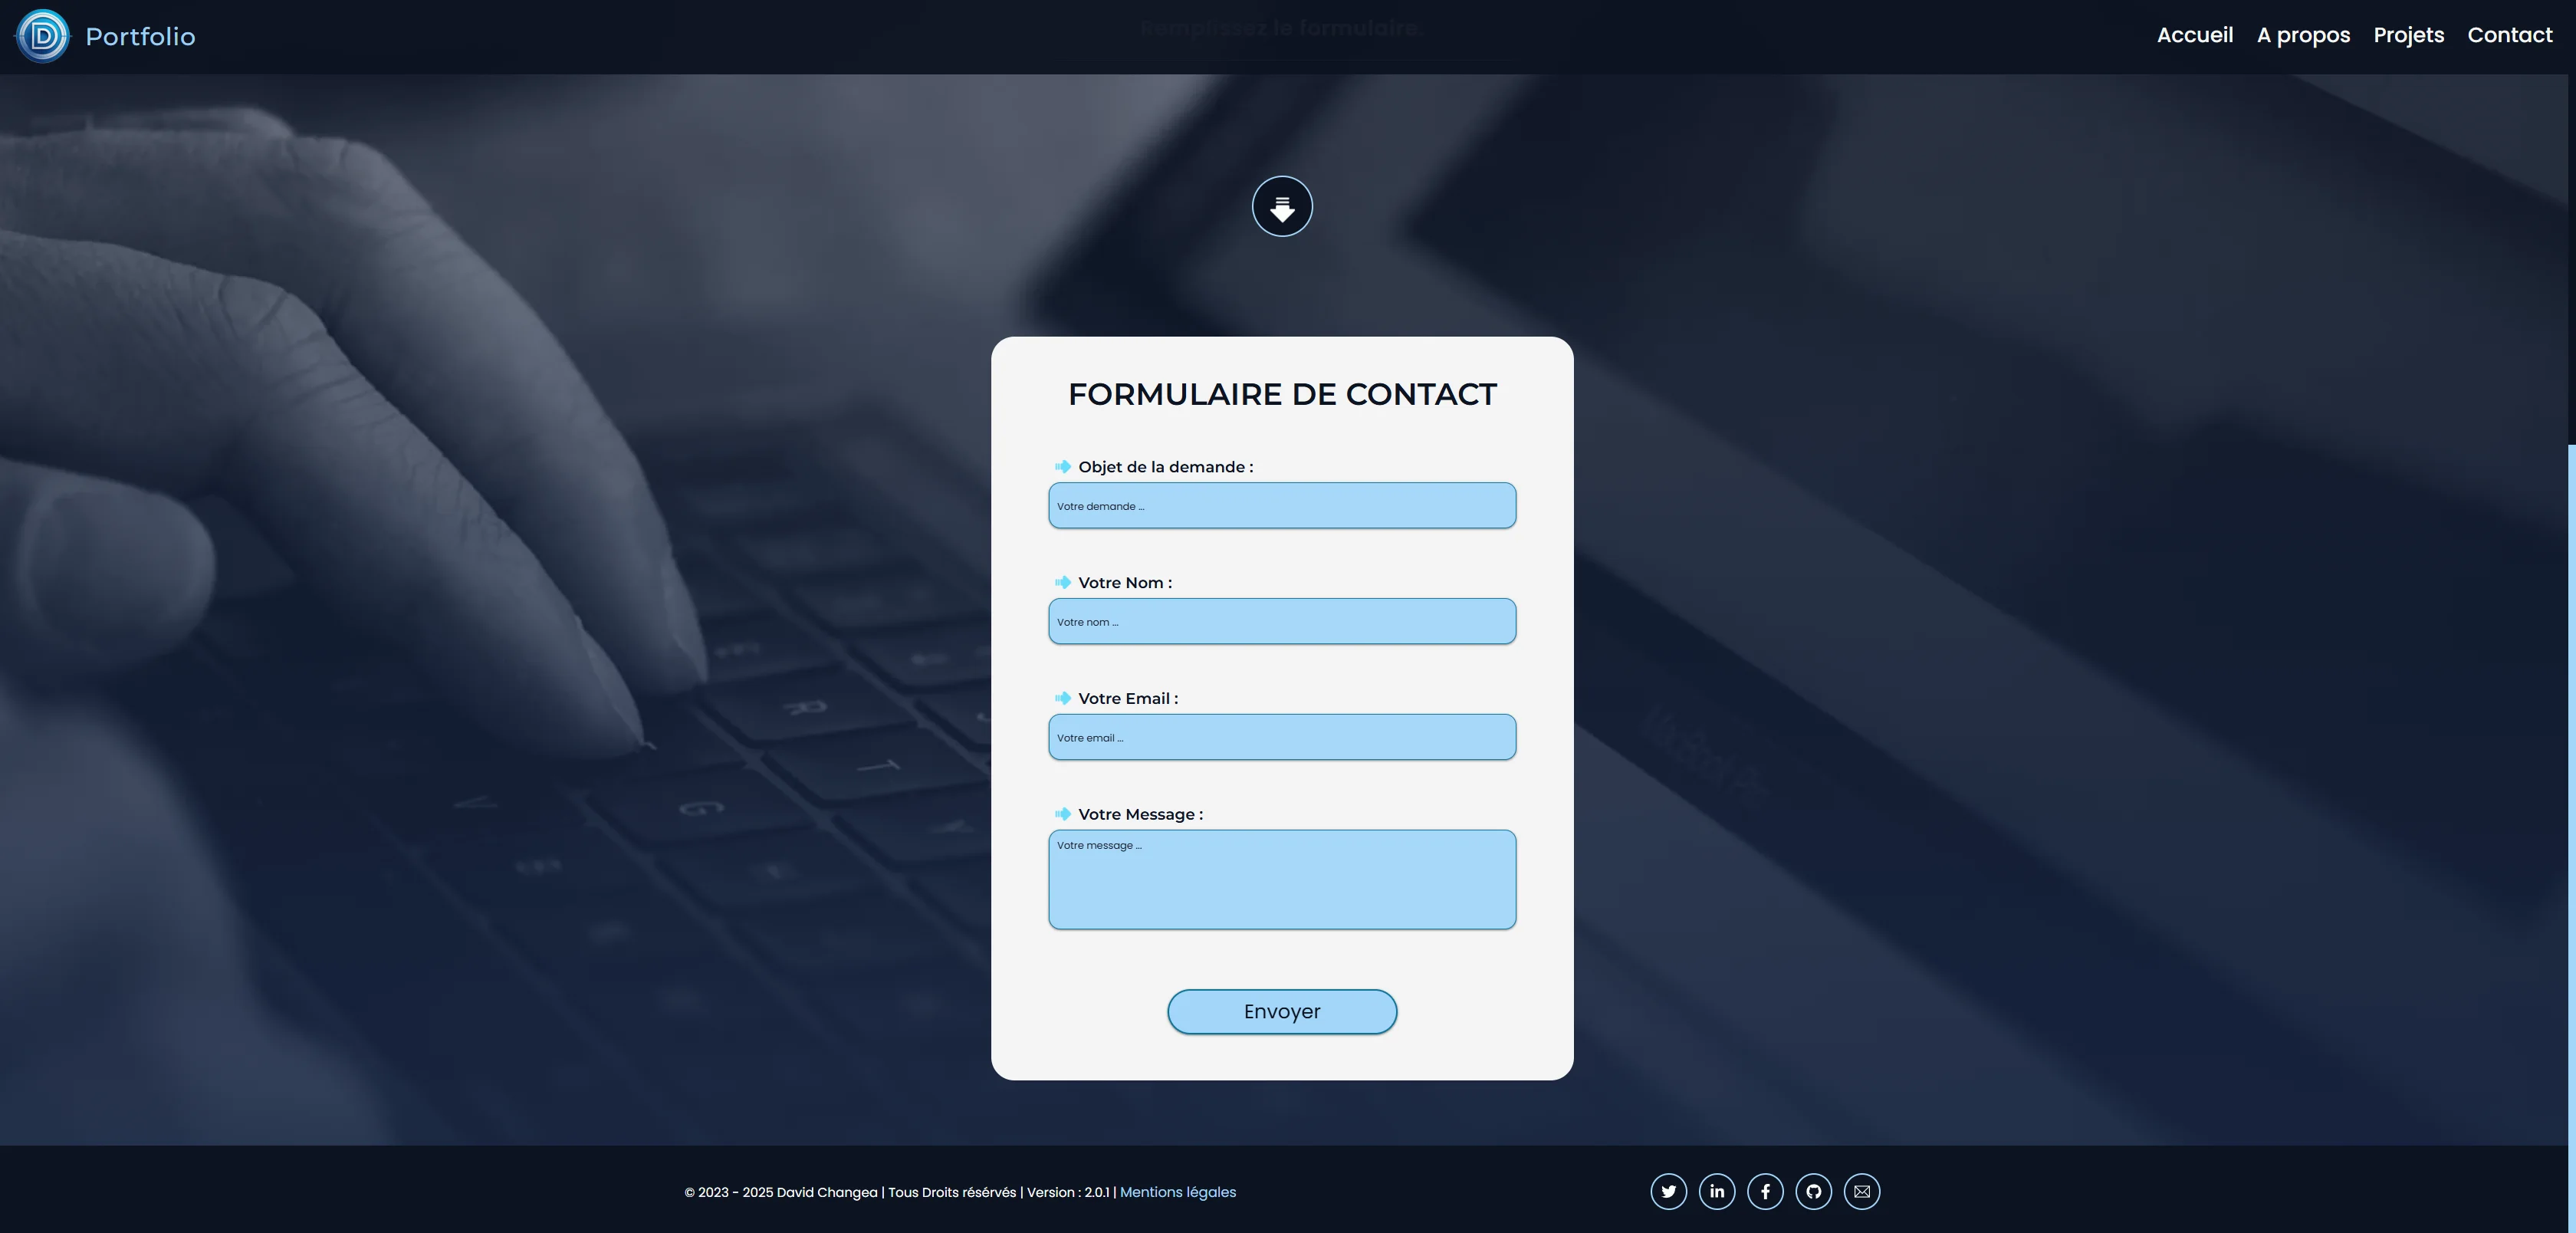 Portfolio
Remplissez le formulaire.
Accueil A propos Projets Contact
FORMULAIRE DE CONTACT
Objet de la demande :
Votre demande ...
Votre Nom :
Votre nom ...
Votre Email :
Votre email ...
Votre Message :
Votre message ...
Envoyer
R
T
G
V
Y
© 2023 - 2025 David Changea | Tous Droits résérvés | Version : 2.0.1 | Mentions légales